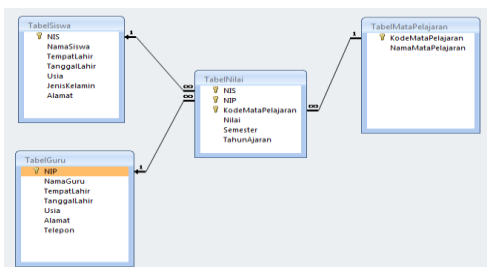 TabelSiswa
NIS
NamaSiswa
TempatLahir
TanggalLahir
Usia
JenisKelamin
Alamat
TabelMataPelajaran
KodeMataPelajaran
NamaMataPelajaran
TabelNilai
NIS
NIP
KodeMataPelajaran
Nilai
Semester
TahunAjaran
TabelGuru
NIP
NamaGuru
TempatLahir
TanggalLahir
Usia
Alamat
Telepon
1
∞
∞
1
∞
1